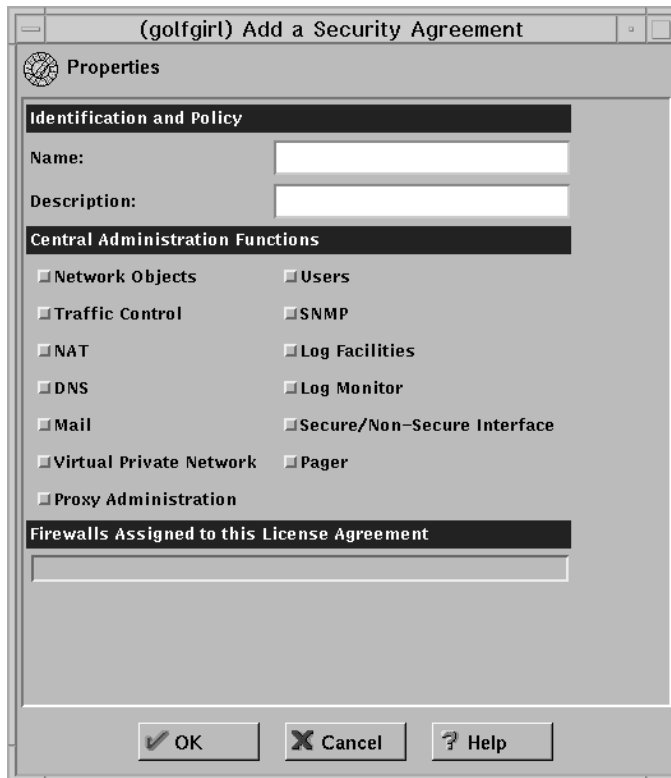 (golfgirl) Add a Security Agreement
Properties
Identification and Policy
Name:
Description:
Central Administration Functions
Network Objects Users
Traffic Control SNMP
NAT Log Facilities
DNS Log Monitor
Mail Secure/Non-Secure Interface
Virtual Private Network Pager
Proxy Administration
Firewalls Assigned to this License Agreement
OK Cancel Help